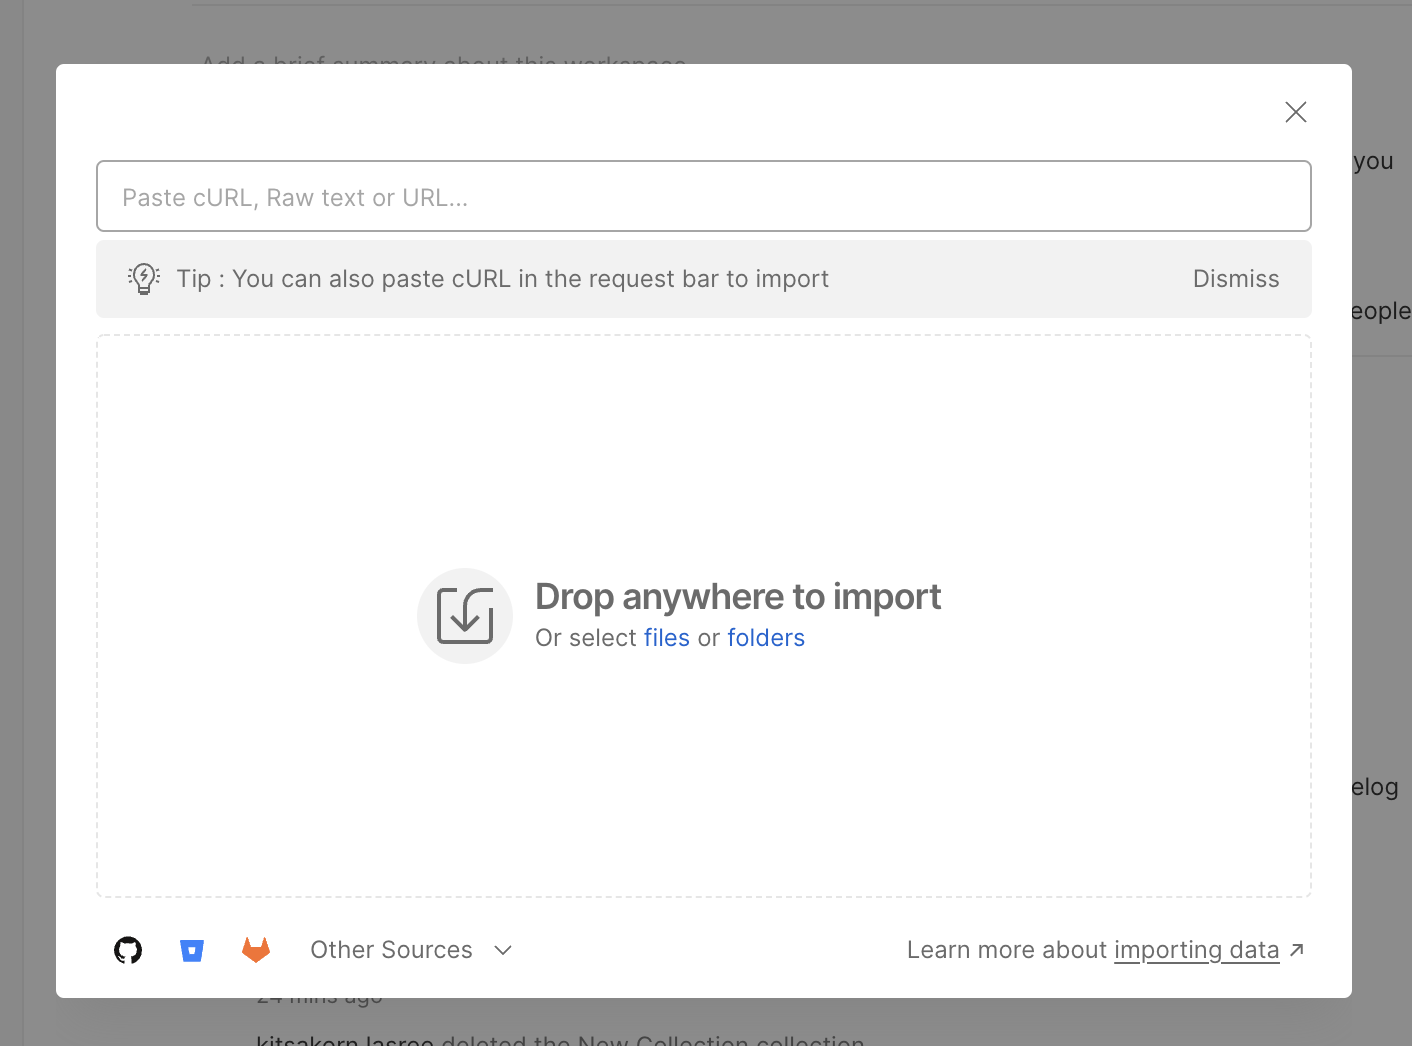 Add a brief summary about this workspace
you
Paste cURL, Raw text or URL...
Tip : You can also paste cURL in the request bar to import
Dismiss
eople
Drop anywhere to import
Or select files or folders
elog
Other Sources
Learn more about importing data
24 mins ago
kitsakorn.lasree deleted the New Collection collection